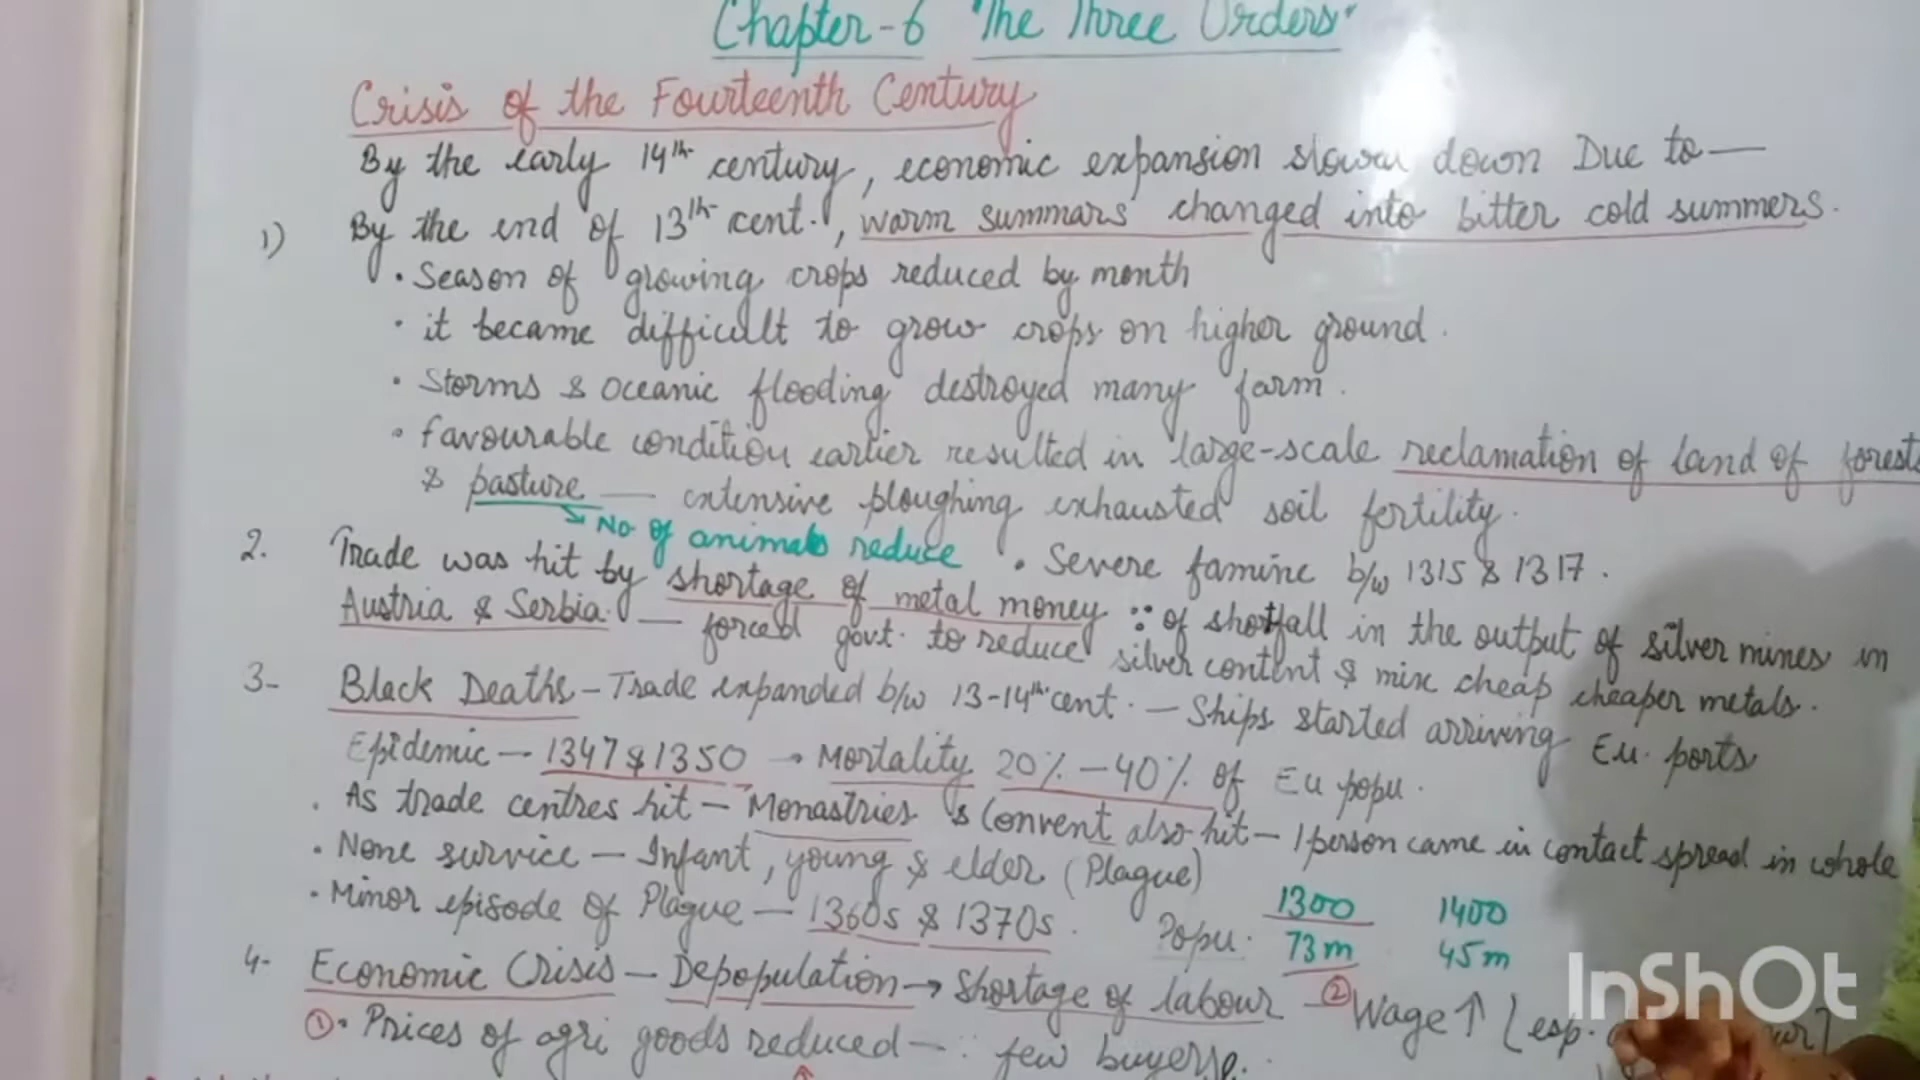 Chapter-6 "The Three Orders"
Crisis of the Fourteenth Century
By the early 14th century, economic expansion slowed down Due to—
1) By the end of 13th cent., warm summars changed into bitter cold summers.
• Season of growing crops reduced by month
• it became difficult to grow crops on higher ground.
• Storms & Oceanic flooding destroyed many farm.
• favourable condition earlier resulted in large-scale reclamation of land of forests
& pasture — extensive ploughing exhausted soil fertility.
→ No of animals reduce • Severe famine b/w 1315 & 1317.
2. Trade was hit by shortage of metal money ∵ of shortfall in the output of silver mines in
Austria & Serbia. — forced govt. to reduce silver content & mix cheap cheaper metals.
3- Black Deaths - Trade expanded b/w 13-14th cent. — Ships started arriving Eu. ports
Epidemic — 1347 & 1350 → Mortality 20% - 40% of Eu popu.
• As trade centres hit — Monastries & Convent also hit — 1 person came in contact spread in whole
• None survice — Infant, young & elder (Plague)
• Minor episode of Plague — 1360s & 1370s.
1300 1400
Popu. 73m 45m
4- Economic Crisis — Depopulation → Shortage of labour
② Wage ↑ [esp.
① • Prices of agri goods reduced — ∵ few buyers.
InShOt